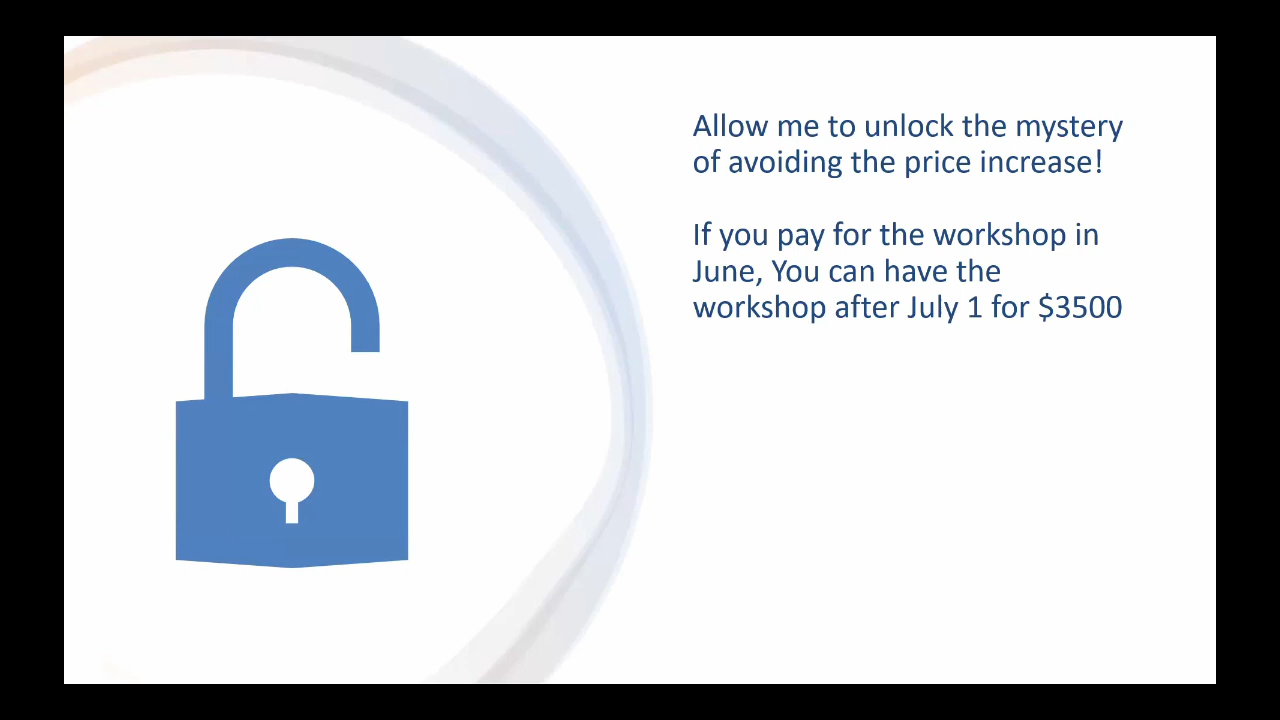 Allow me to unlock the mystery
of avoiding the price increase!
If you pay for the workshop in
June, You can have the
workshop after July 1 for $3500